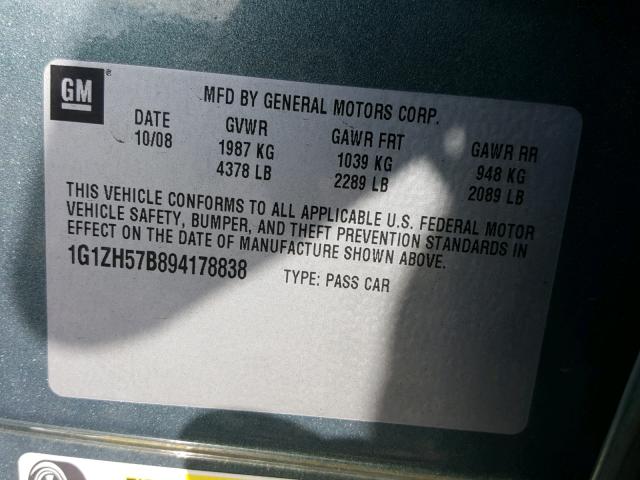 GM ®
MFD BY GENERAL MOTORS CORP.
DATE GVWR GAWR FRT GAWR RR
10/08 1987 KG 1039 KG 948 KG
4378 LB 2289 LB 2089 LB
THIS VEHICLE CONFORMS TO ALL APPLICABLE U.S. FEDERAL MOTOR
VEHICLE SAFETY, BUMPER, AND THEFT PREVENTION STANDARDS IN
EFFECT ON THE DATE OF MANUFACTURE SHOWN ABOVE.
1G1ZH57B894178838 TYPE: PASS CAR